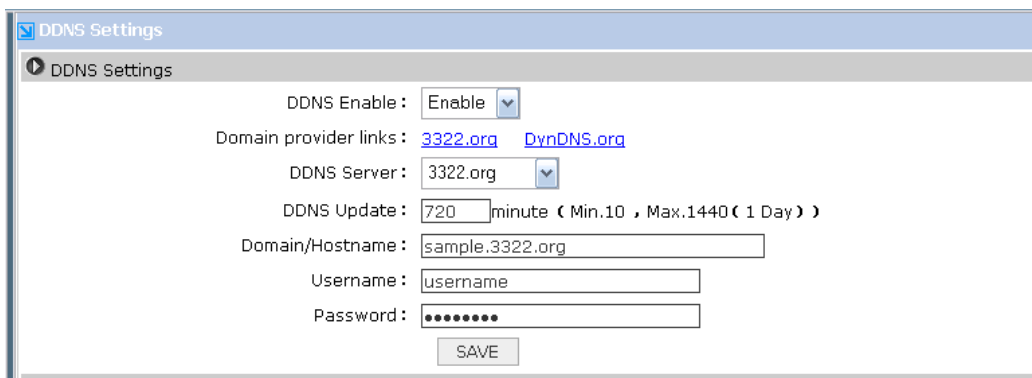 DDNS Settings
DDNS Settings
DDNS Enable: Enable
Domain provider links: 3322.org DynDNS.org
DDNS Server: 3322.org
DDNS Update: 720 minute ( Min.10 , Max.1440( 1 Day) )
Domain/Hostname: sample.3322.org
Username: username
Password: ••••••••
SAVE